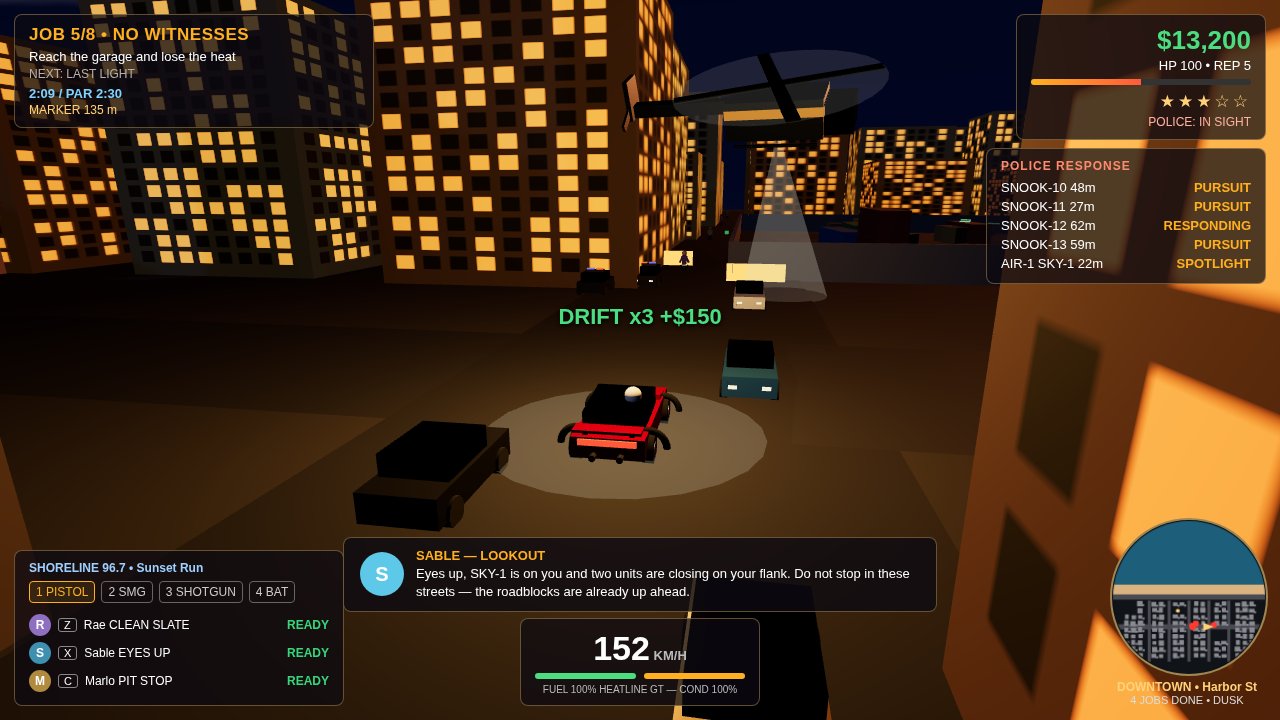 JOB 5/8 • NO WITNESSES
Reach the garage and lose the heat
NEXT: LAST LIGHT
2:09 / PAR 2:30
MARKER 135 m
$13,200
HP 100 • REP 5
★★★☆☆
POLICE: IN SIGHT
POLICE RESPONSE
SNOOK-10 48m PURSUIT
SNOOK-11 27m PURSUIT
SNOOK-12 62m RESPONDING
SNOOK-13 59m PURSUIT
AIR-1 SKY-1 22m SPOTLIGHT
DRIFT x3 +$150
SHORELINE 96.7 • Sunset Run
1 PISTOL 2 SMG 3 SHOTGUN 4 BAT
R Z Rae CLEAN SLATE READY
S X Sable EYES UP READY
M C Marlo PIT STOP READY
S
SABLE — LOOKOUT
Eyes up, SKY-1 is on you and two units are closing on your flank. Do not stop in these
streets — the roadblocks are already up ahead.
152 KM/H
FUEL 100% HEATLINE GT — COND 100%
DOWNTOWN • Harbor St
4 JOBS DONE • DUSK